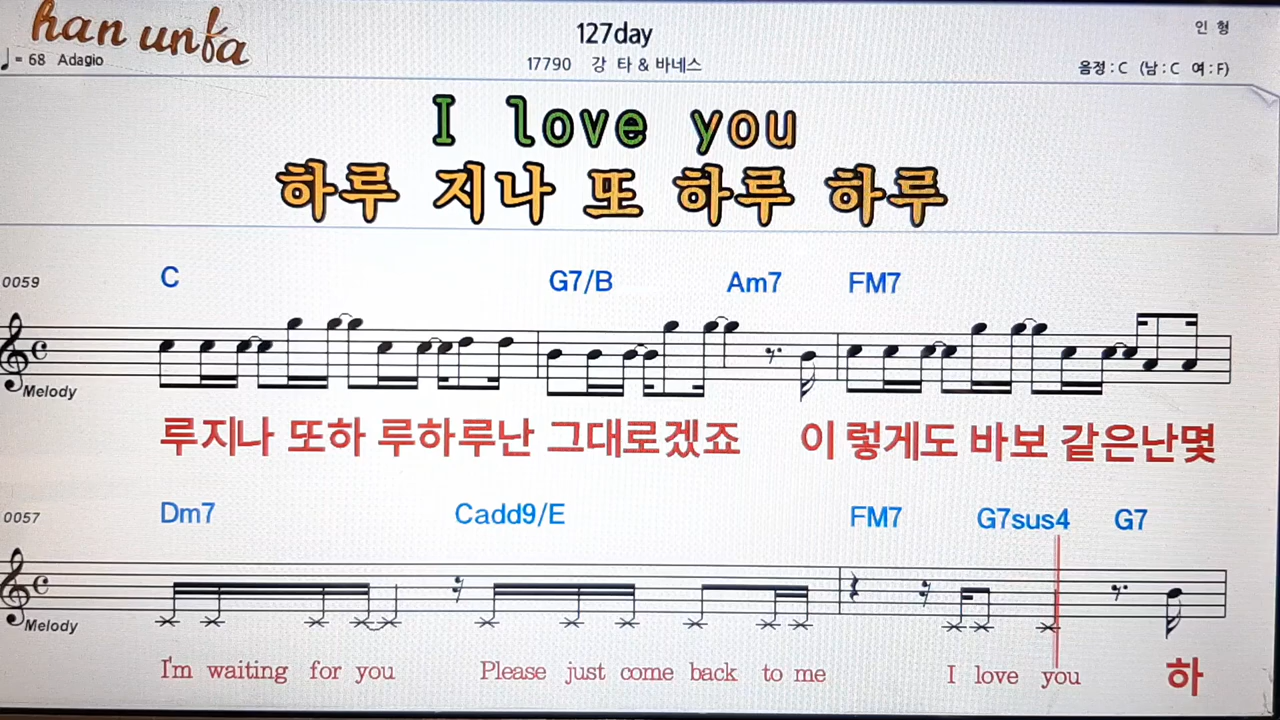 han unfa
127day
인 형
♩= 68 Adagio
17790 강 타 & 바네스
음정 : C (남 : C 여 : F)
I love you
하루 지나 또 하루 하루
0059
C G7/B Am7 FM7
Melody
루지나 또하 루하루난 그대로겠죠 이 렇게도 바보 같은난몇
0057
Dm7 Cadd9/E FM7 G7sus4 G7
Melody
I'm waiting for you Please just come back to me I love you 하